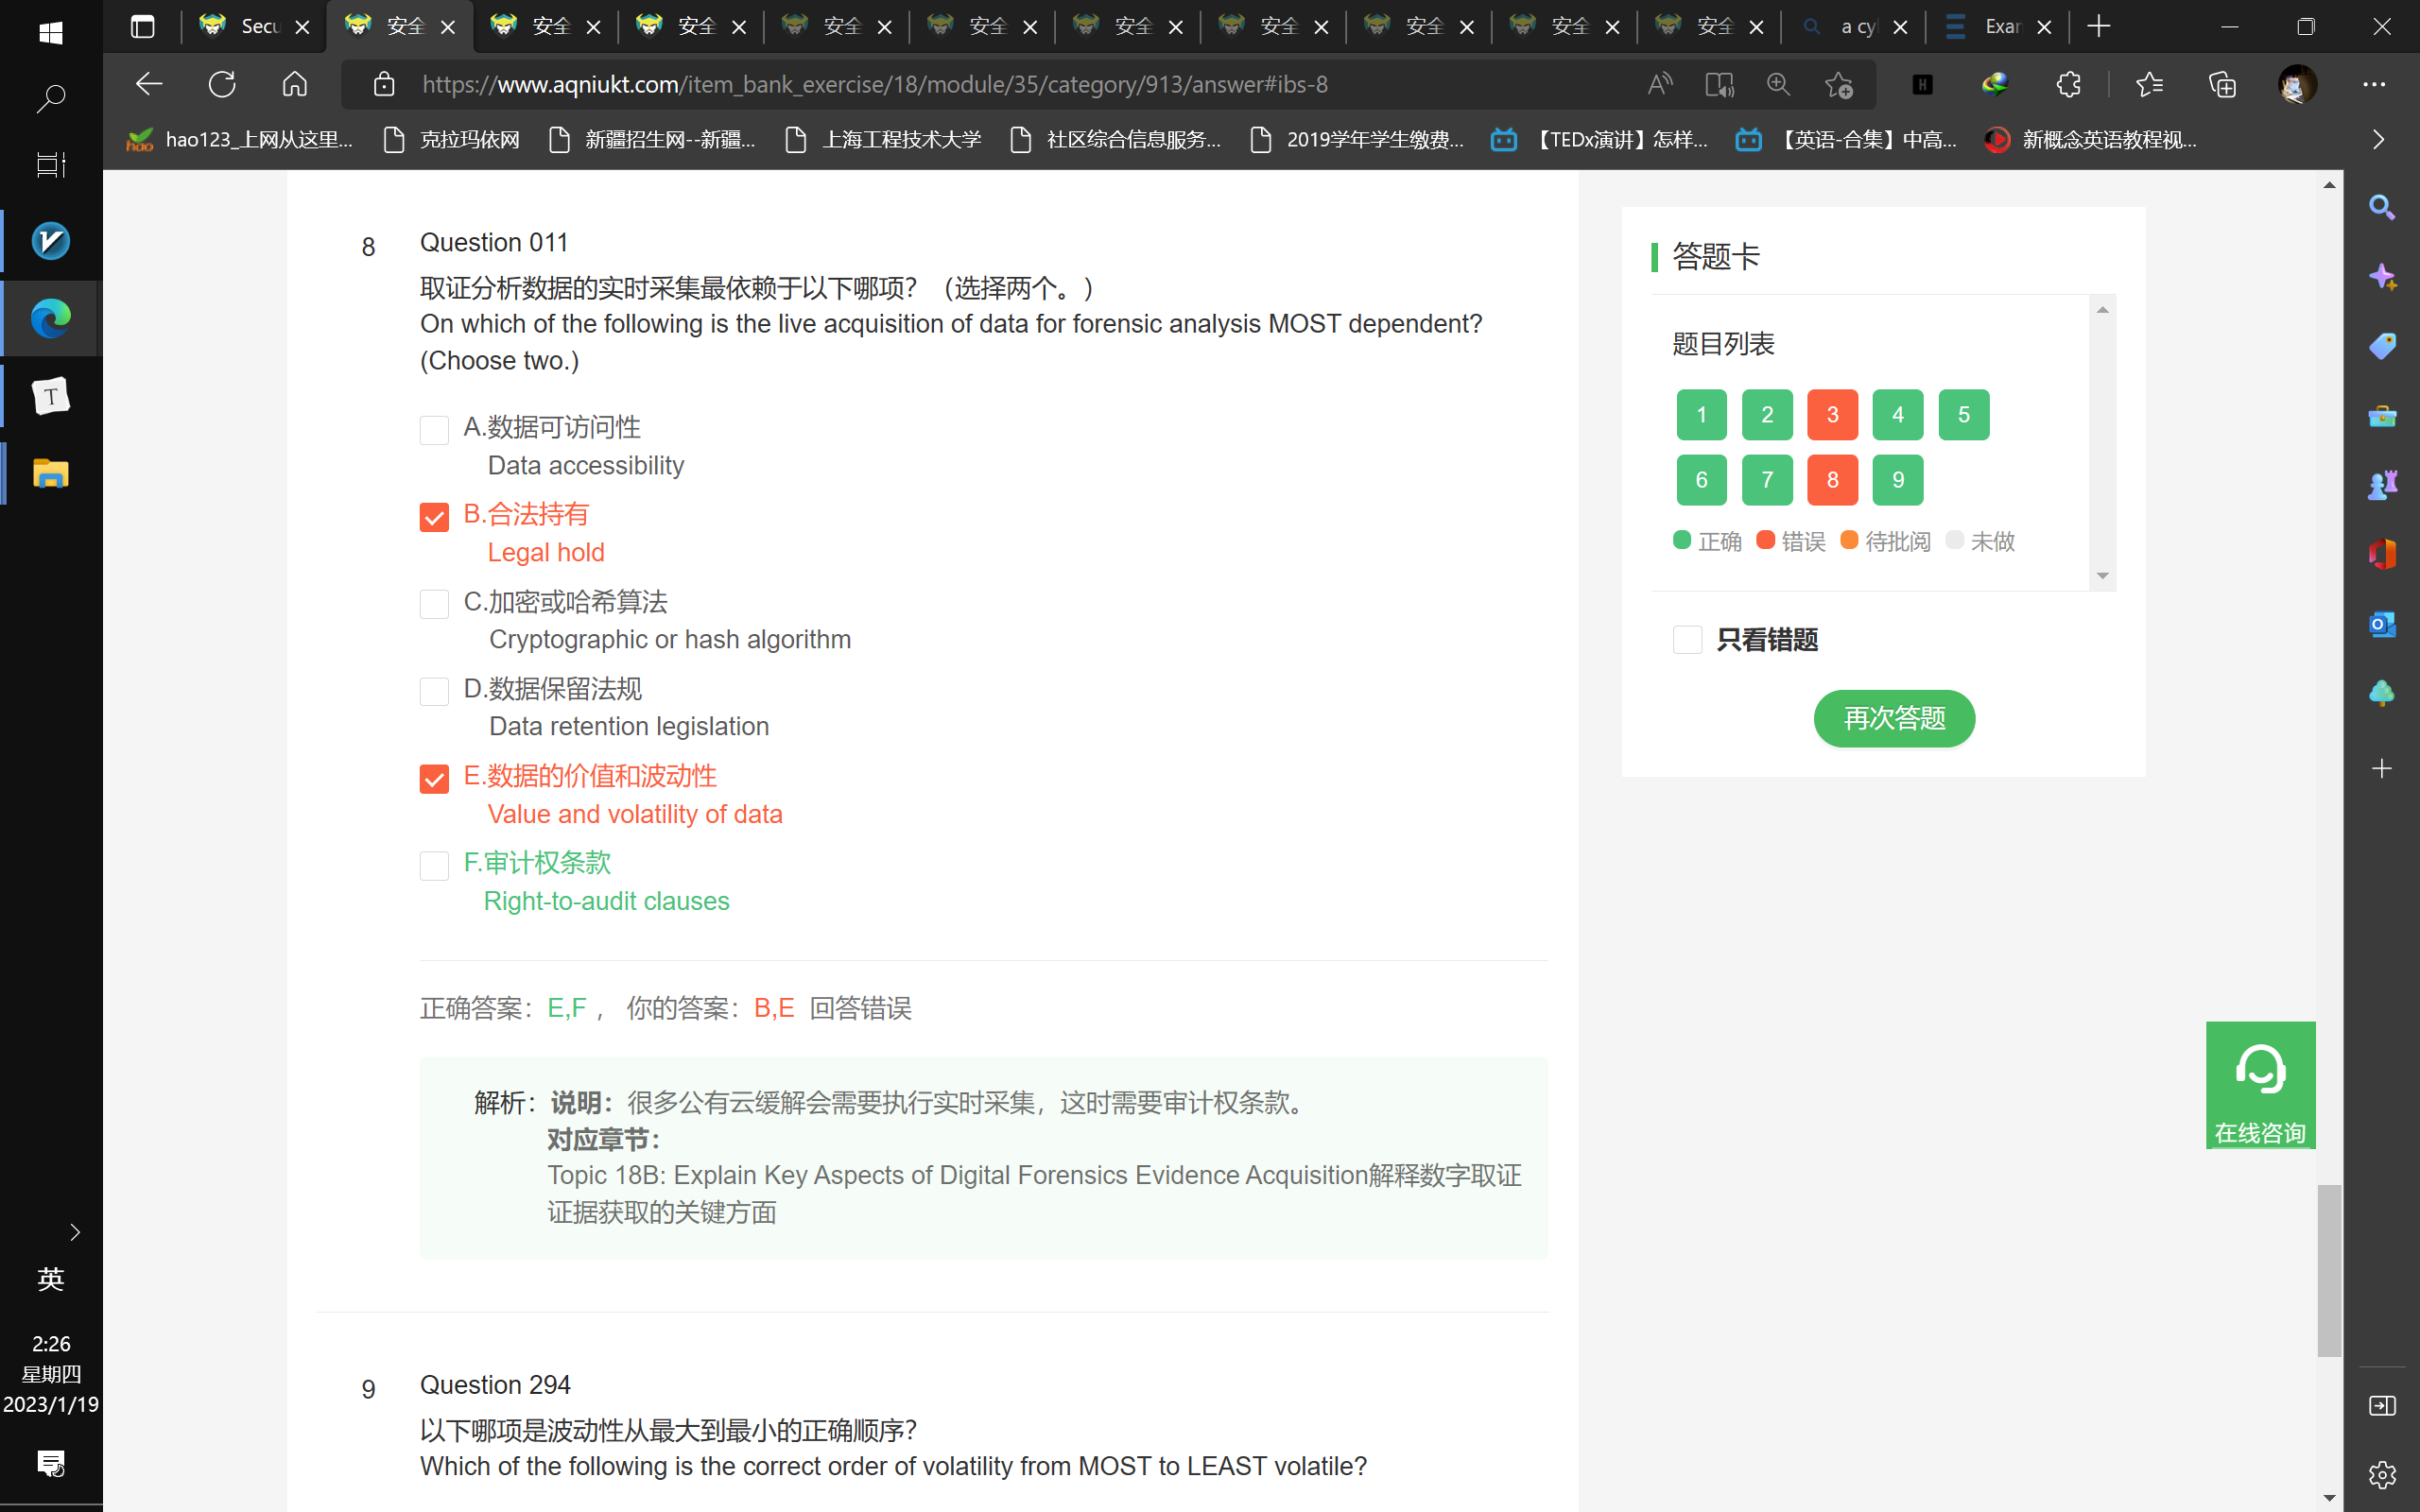 Secu
安全
安全
安全
安全
安全
安全
安全
安全
安全
安全
a cyl
Exar
https://www.aqniukt.com/item_bank_exercise/18/module/35/category/913/answer#ibs-8
hao123_上网从这里...
克拉玛依网
新疆招生网--新疆...
上海工程技术大学
社区综合信息服务...
2019学年学生缴费...
【TEDx演讲】怎样...
【英语-合集】中高...
新概念英语教程视...
8
Question 011
取证分析数据的实时采集最依赖于以下哪项？（选择两个。）
On which of the following is the live acquisition of data for forensic analysis MOST dependent?
(Choose two.)
A.数据可访问性
Data accessibility
B.合法持有
Legal hold
C.加密或哈希算法
Cryptographic or hash algorithm
D.数据保留法规
Data retention legislation
E.数据的价值和波动性
Value and volatility of data
F.审计权条款
Right-to-audit clauses
正确答案：E,F ， 你的答案：B,E 回答错误
解析：说明：很多公有云缓解会需要执行实时采集，这时需要审计权条款。
对应章节：
Topic 18B: Explain Key Aspects of Digital Forensics Evidence Acquisition解释数字取证
证据获取的关键方面
9
Question 294
以下哪项是波动性从最大到最小的正确顺序？
Which of the following is the correct order of volatility from MOST to LEAST volatile?
答题卡
题目列表
1 2 3 4 5
6 7 8 9
正确 错误 待批阅 未做
只看错题
再次答题
在线咨询
英
2:26
星期四
2023/1/19